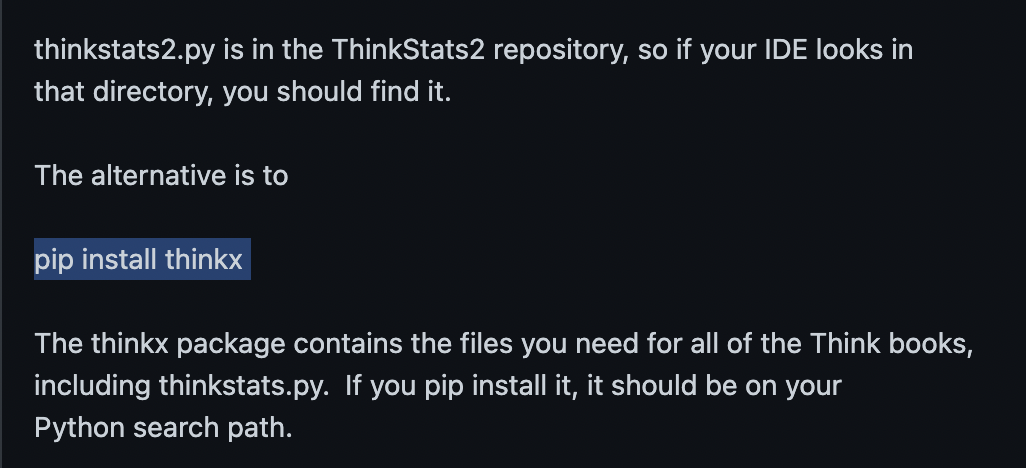 thinkstats2.py is in the ThinkStats2 repository, so if your IDE looks in
that directory, you should find it.
The alternative is to
pip install thinkx
The thinkx package contains the files you need for all of the Think books,
including thinkstats.py.  If you pip install it, it should be on your
Python search path.